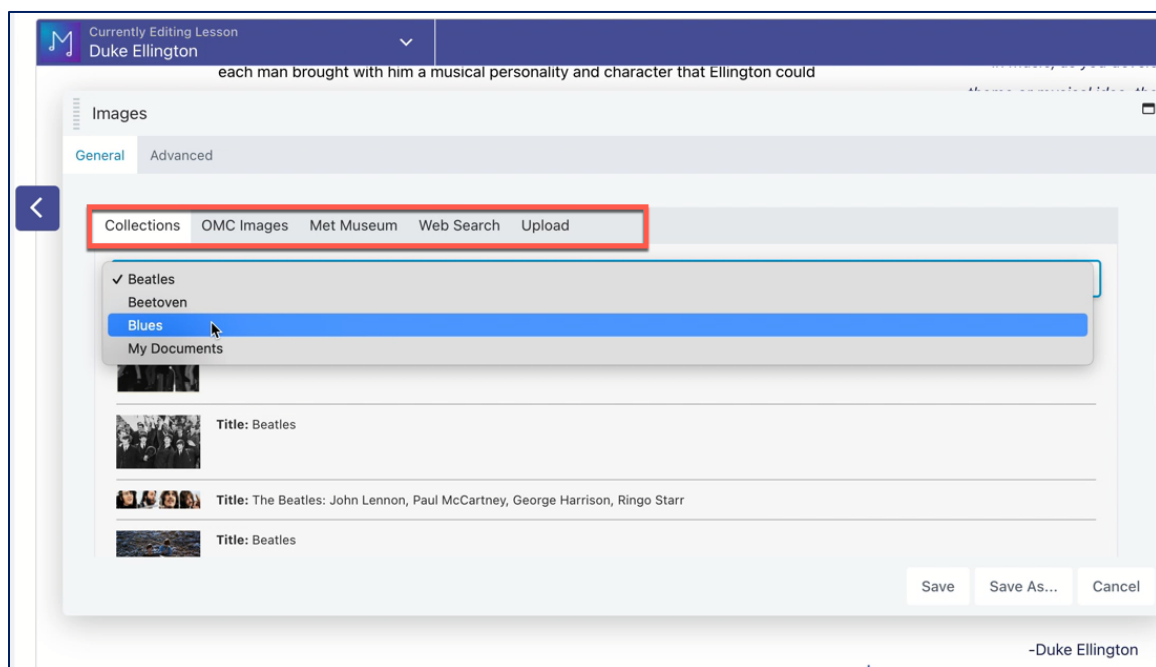 Currently Editing Lesson
Duke Ellington
each man brought with him a musical personality and character that Ellington could
Images
General Advanced
Collections OMC Images Met Museum Web Search Upload
✓ Beatles
Beetoven
Blues
My Documents
Title: Beatles
Title: The Beatles: John Lennon, Paul McCartney, George Harrison, Ringo Starr
Title: Beatles
Save Save As... Cancel
-Duke Ellington